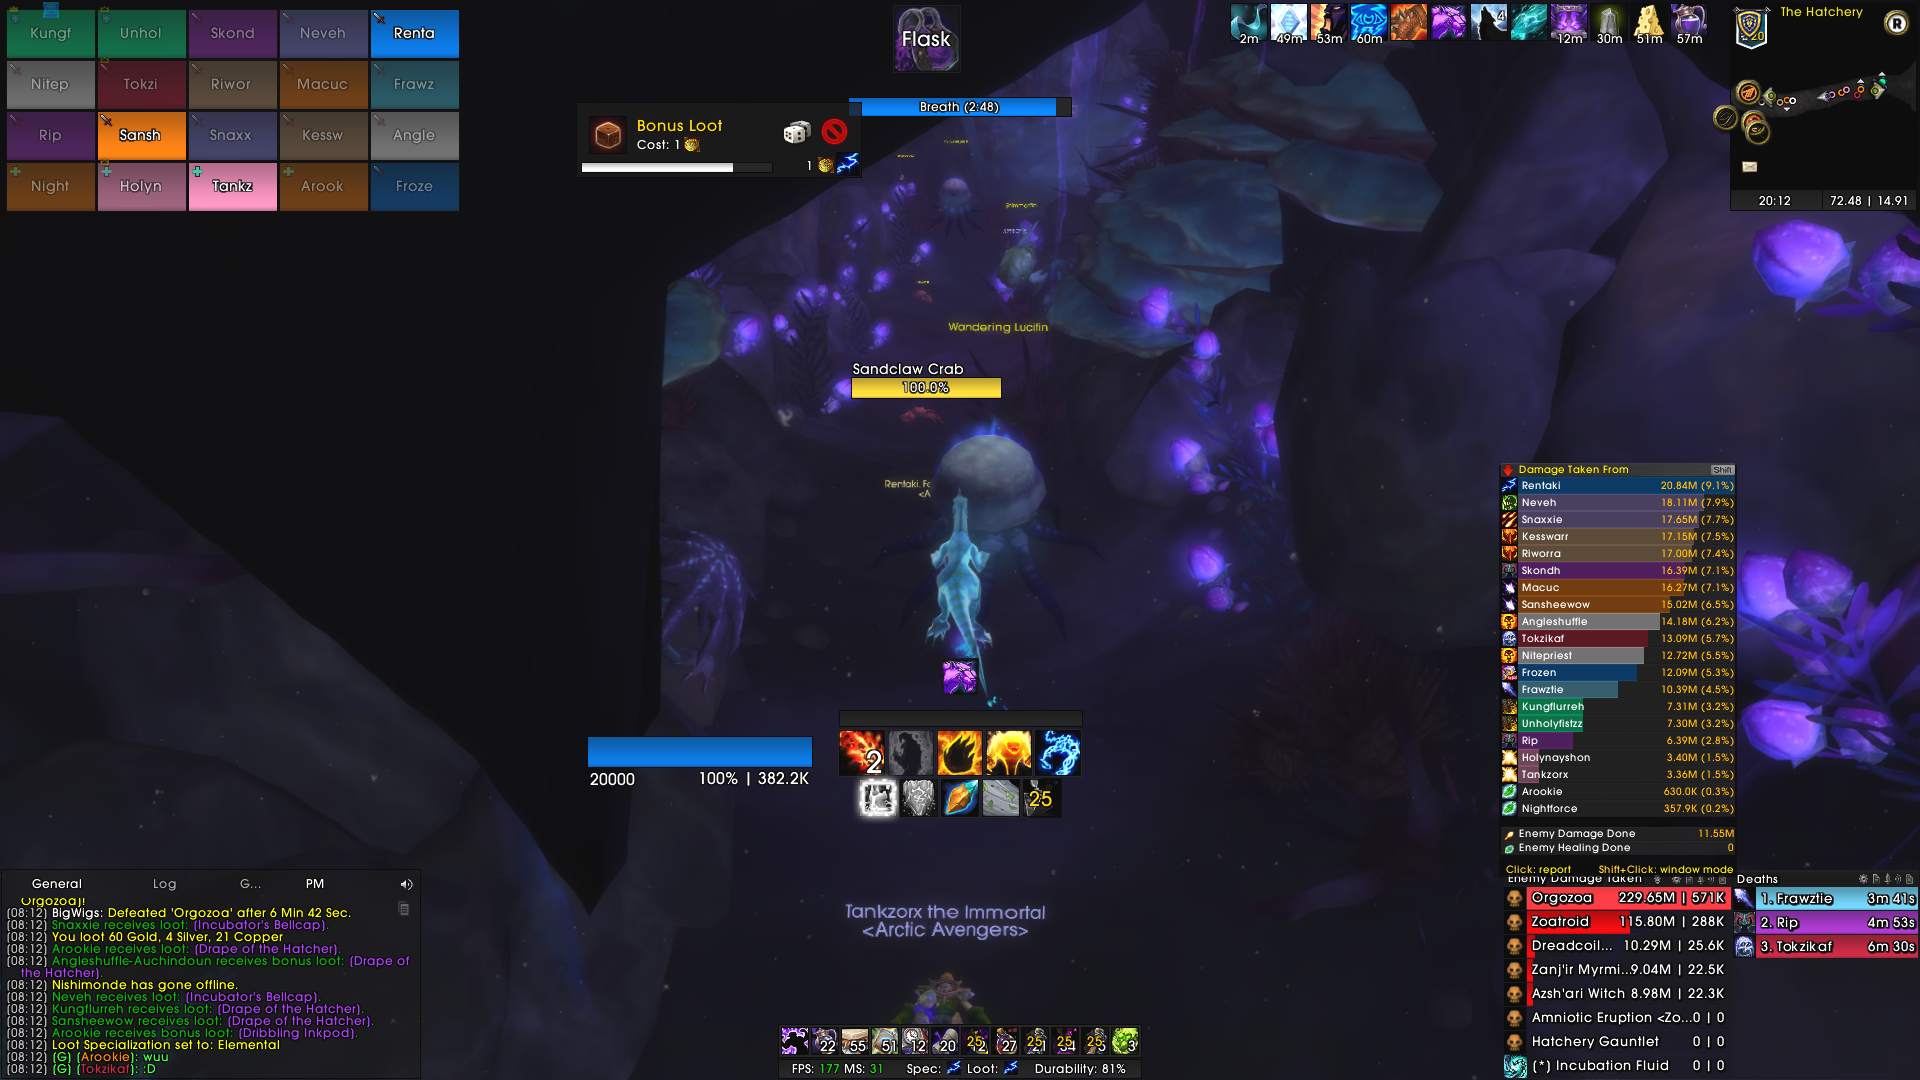 Kungf
Unhol
Skond
Neveh
Renta
Nitep
Tokzi
Riwor
Macuc
Frawz
Rip
Sansh
Snaxx
Kessw
Angle
Night
Holyn
Tankz
Arook
Froze
Flask
Breath (2:48)
Bonus Loot
Cost: 1
1
2m
49m
53m
60m
4
12m
30m
51m
57m
The Hatchery
R
20
20:12
72.48 | 14.91
Wandering Lucifin
Sandclaw Crab
100.0%
20000
100% | 382.2K
2
25
Tankzorx the Immortal
<Arctic Avengers>
Damage Taken From
Shift
Rentaki 20.84M (9.1%)
Neveh 18.11M (7.9%)
Snaxxie 17.65M (7.7%)
Kesswarr 17.15M (7.5%)
Riworra 17.00M (7.4%)
Skondh 16.39M (7.1%)
Macuc 16.27M (7.1%)
Sansheewow 15.02M (6.5%)
Angleshuffle 14.18M (6.2%)
Tokzikaf 13.09M (5.7%)
Nitepriest 12.72M (5.5%)
Frozen 12.09M (5.3%)
Frawztie 10.39M (4.5%)
Kungflurreh 7.31M (3.2%)
Unholyfistzz 7.30M (3.2%)
Rip 6.39M (2.8%)
Holynayshon 3.40M (1.5%)
Tankzorx 3.36M (1.5%)
Arookie 630.0K (0.3%)
Nightforce 357.9K (0.2%)
Enemy Damage Done 11.55M
Enemy Healing Done 0
Click: report Shift+Click: window mode
Enemy Damage Taken
Orgozoa 229.65M | 571K
Zoatroid 115.80M | 288K
Dreadcoil... 10.29M | 25.6K
Zanj'ir Myrmi...9.04M | 22.5K
Azsh'ari Witch 8.98M | 22.3K
Amniotic Eruption <Zo...0 | 0
Hatchery Gauntlet 0 | 0
(*) Incubation Fluid 0 | 0
Deaths
1. Frawztie 3m 41s
2. Rip 4m 53s
3. Tokzikaf 6m 30s
General
Log
G...
PM
Orgozoa)!
(08:12) BigWigs: Defeated 'Orgozoa' after 6 Min 42 Sec.
(08:12) Snaxxie receives loot: (Incubator's Bellcap).
(08:12) You loot 60 Gold, 4 Silver, 21 Copper
(08:12) Arookie receives loot: (Drape of the Hatcher).
(08:12) Angleshuffle-Auchindoun receives bonus loot: (Drape of
the Hatcher).
(08:12) Nishimonde has gone offline.
(08:12) Neveh receives loot: (Incubator's Bellcap).
(08:12) Kungflurreh receives loot: (Drape of the Hatcher).
(08:12) Sansheewow receives loot: (Drape of the Hatcher).
(08:12) Arookie receives bonus loot: (Dribbling Inkpod).
(08:12) Loot Specialization set to: Elemental
(08:12) (G) (Arookie): wuu
(08:12) (G) (Tokzikaf): :D
FPS: 177 MS: 31 Spec: Loot: Durability: 81%